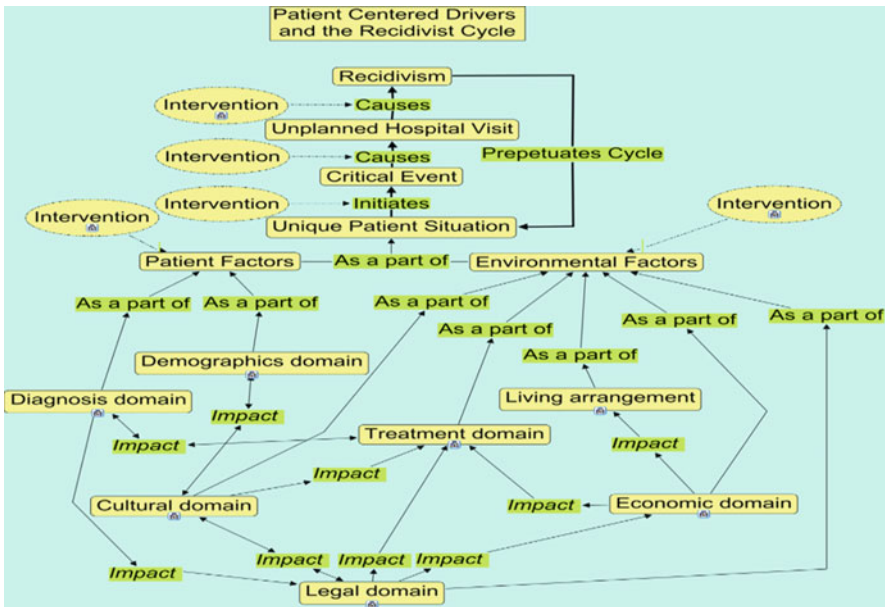 Patient Centered Drivers
and the Recidivist Cycle
Recidivism
Intervention
Causes
Unplanned Hospital Visit
Intervention
Causes
Prepetuates Cycle
Critical Event
Intervention
Initiates
Intervention
Intervention
Unique Patient Situation
Patient Factors
As a part of
Environmental Factors
As a part of
As a part of
As a part of
As a part of
As a part of
As a part of
As a part of
Demographics domain
Diagnosis domain
Living arrangement
Impact
Impact
Treatment domain
Impact
Impact
Cultural domain
Impact
Economic domain
Impact
Impact
Impact
Impact
Legal domain